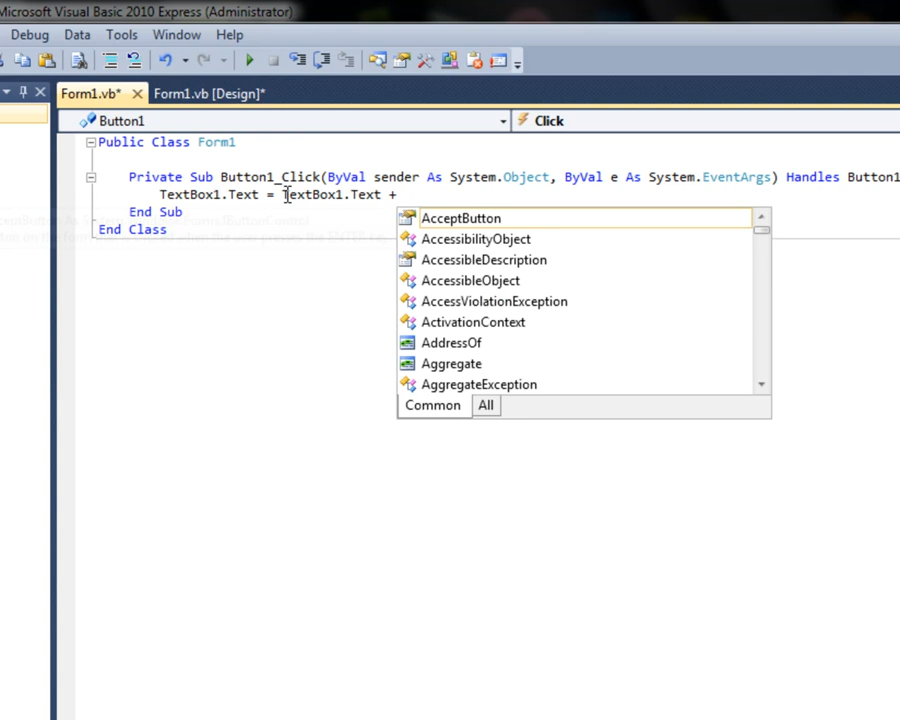 Microsoft Visual Basic 2010 Express (Administrator)
Debug Data Tools Window Help
Form1.vb* Form1.vb [Design]*
Button1 Click
Public Class Form1
Private Sub Button1_Click(ByVal sender As System.Object, ByVal e As System.EventArgs) Handles Button1
TextBox1.Text = TextBox1.Text +
End Sub
End Class
AcceptButton
AccessibilityObject
AccessibleDescription
AccessibleObject
AccessViolationException
ActivationContext
AddressOf
Aggregate
AggregateException
Common All